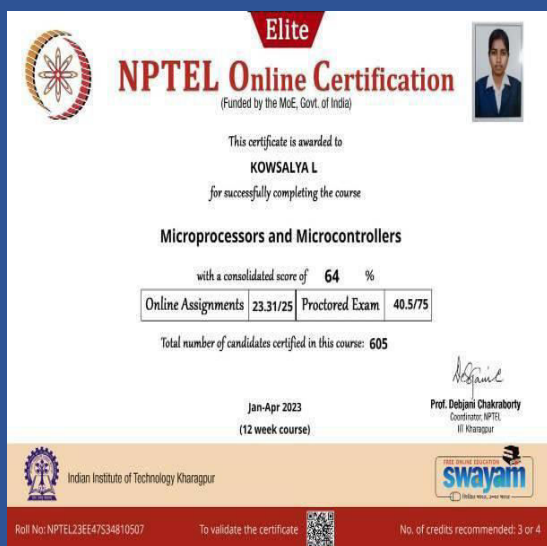 Elite
NPTEL Online Certification
(Funded by the MoE, Govt. of India)
This certificate is awarded to
KOWSALYA L
for successfully completing the course
Microprocessors and Microcontrollers
with a consolidated score of 64 %
Online Assignments 23.31/25 Proctored Exam 40.5/75
Total number of candidates certified in this course: 605
Jan-Apr 2023
(12 week course)
Prof. Debjani Chakraborty
Coordinator, NPTEL
IIT Kharagpur
Indian Institute of Technology Kharagpur
FREE ONLINE EDUCATION
swayam
Roll No: NPTEL23EE47S34810507
To validate the certificate
No. of credits recommended: 3 or 4